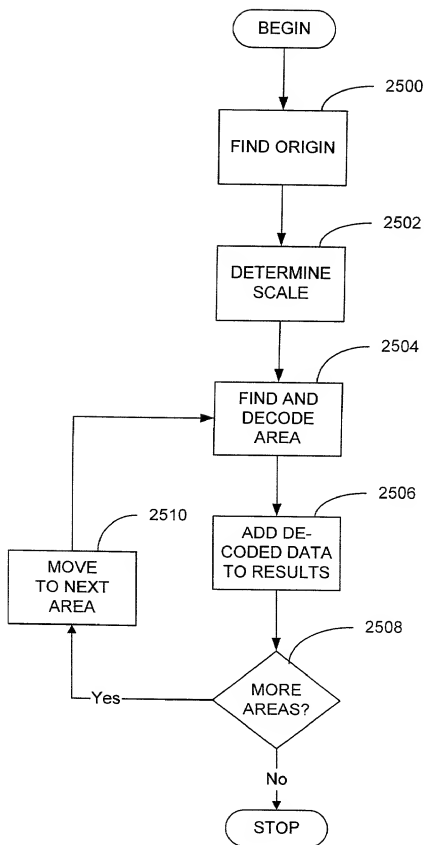 BEGIN
2500
FIND ORIGIN
2502
DETERMINE
SCALE
2504
FIND AND
DECODE
AREA
2506
ADD DE-
CODED DATA
TO RESULTS
2510
MOVE
TO NEXT
AREA
2508
MORE
AREAS?
Yes
No
STOP